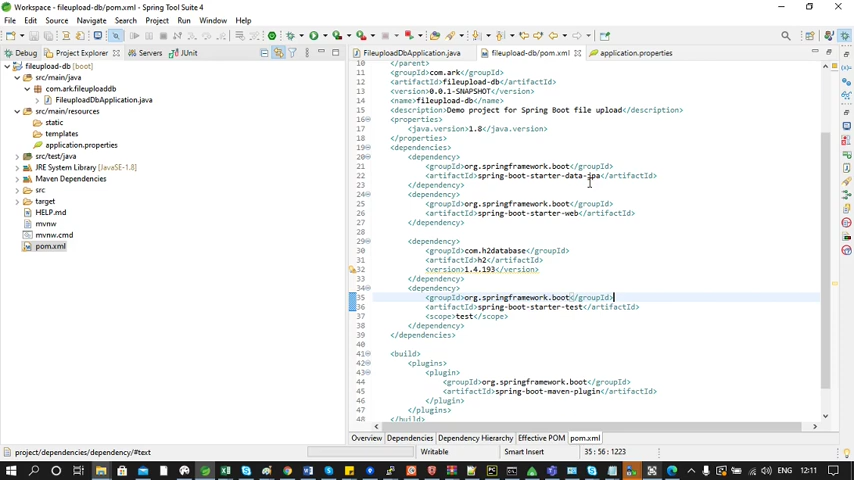 Workspace - fileupload-db/pom.xml - Spring Tool Suite 4
File Edit Source Navigate Search Project Run Window Help
Debug Project Explorer Servers JUnit
fileupload-db [boot]
src/main/java
com.ark.fileuploaddb
FileuploadDbApplication.java
src/main/resources
static
templates
application.properties
src/test/java
JRE System Library [JavaSE-1.8]
Maven Dependencies
src
target
HELP.md
mvnw
mvnw.cmd
pom.xml
FileuploadDbApplication.java fileupload-db/pom.xml application.properties
10 </parent>
11 <groupId>com.ark</groupId>
12 <artifactId>fileupload-db</artifactId>
13 <version>0.0.1-SNAPSHOT</version>
14 <name>fileupload-db</name>
15 <description>Demo project for Spring Boot file upload</description>
16 <properties>
17 <java.version>1.8</java.version>
18 </properties>
19 <dependencies>
20 <dependency>
21 <groupId>org.springframework.boot</groupId>
22 <artifactId>spring-boot-starter-data-jpa</artifactId>
23 </dependency>
24 <dependency>
25 <groupId>org.springframework.boot</groupId>
26 <artifactId>spring-boot-starter-web</artifactId>
27 </dependency>
28
29 <dependency>
30 <groupId>com.h2database</groupId>
31 <artifactId>h2</artifactId>
32 <version>1.4.193</version>
33 </dependency>
34 <dependency>
35 <groupId>org.springframework.boot</groupId>
36 <artifactId>spring-boot-starter-test</artifactId>
37 <scope>test</scope>
38 </dependency>
39 </dependencies>
40
41 <build>
42 <plugins>
43 <plugin>
44 <groupId>org.springframework.boot</groupId>
45 <artifactId>spring-boot-maven-plugin</artifactId>
46 </plugin>
47 </plugins>
48 </build>
Overview Dependencies Dependency Hierarchy Effective POM pom.xml
project/dependencies/dependency/#text Writable Smart Insert 35 : 56 : 1223
ENG 12:11